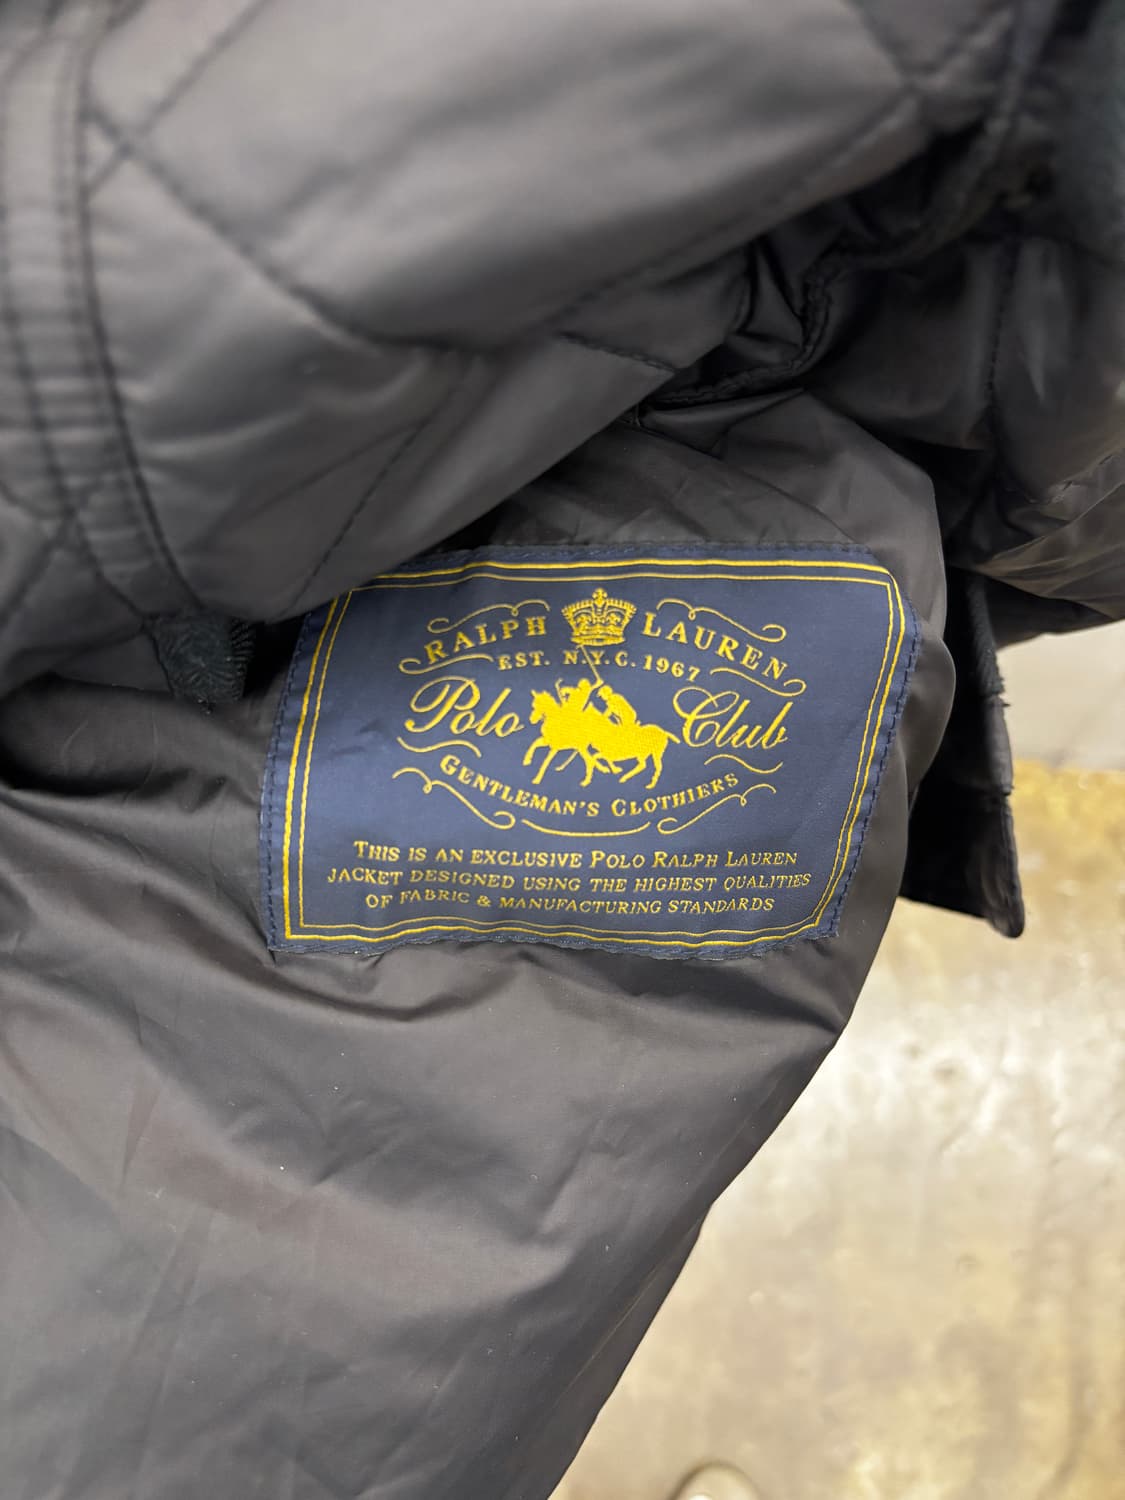 RALPH LAUREN
EST. N.Y.C. 1967
Polo Club
GENTLEMAN'S CLOTHIERS
THIS IS AN EXCLUSIVE POLO RALPH LAUREN
JACKET DESIGNED USING THE HIGHEST QUALITIES
OF FABRIC & MANUFACTURING STANDARDS